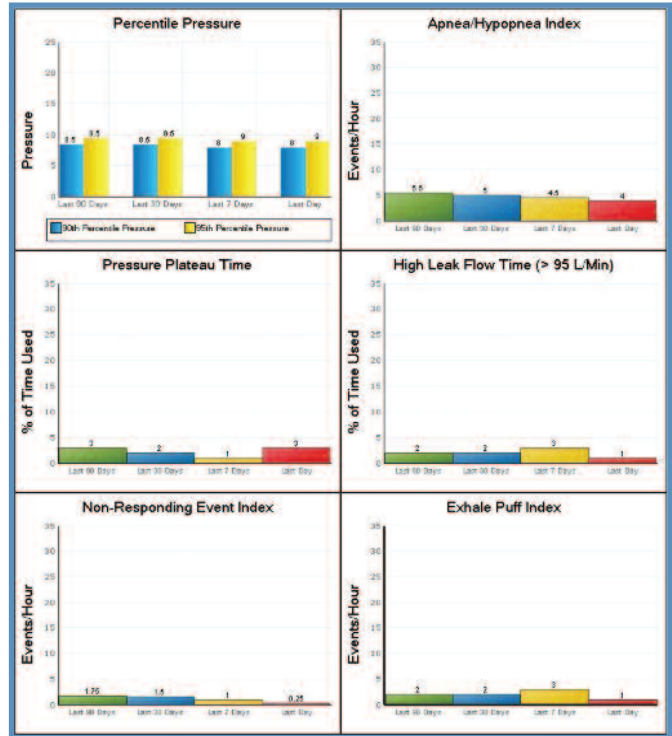 Percentile Pressure
Pressure
25
20
15
10
5
0
8.5 9.5 8.5 9.5 8 9 8 9
Last 90 Days Last 30 Days Last 7 Days Last Day
90th Percentile Pressure 95th Percentile Pressure
Apnea/Hypopnea Index
Events/Hour
35
30
25
20
15
10
5
0
5.5 5 4.5 4
Last 90 Days Last 30 Days Last 7 Days Last Day
Pressure Plateau Time
% of Time Used
35
30
25
20
15
10
5
0
3 2 1 3
Last 90 Days Last 30 Days Last 7 Days Last Day
High Leak Flow Time (> 95 L/Min)
% of Time Used
35
30
25
20
15
10
5
0
2 2 3 1
Last 90 Days Last 30 Days Last 7 Days Last Day
Non-Responding Event Index
Events/Hour
35
30
25
20
15
10
5
0
1.75 1.5 1 0.25
Last 90 Days Last 30 Days Last 7 Days Last Day
Exhale Puff Index
Events/Hour
35
30
25
20
15
10
5
0
2 2 3 1
Last 90 Days Last 30 Days Last 7 Days Last Day